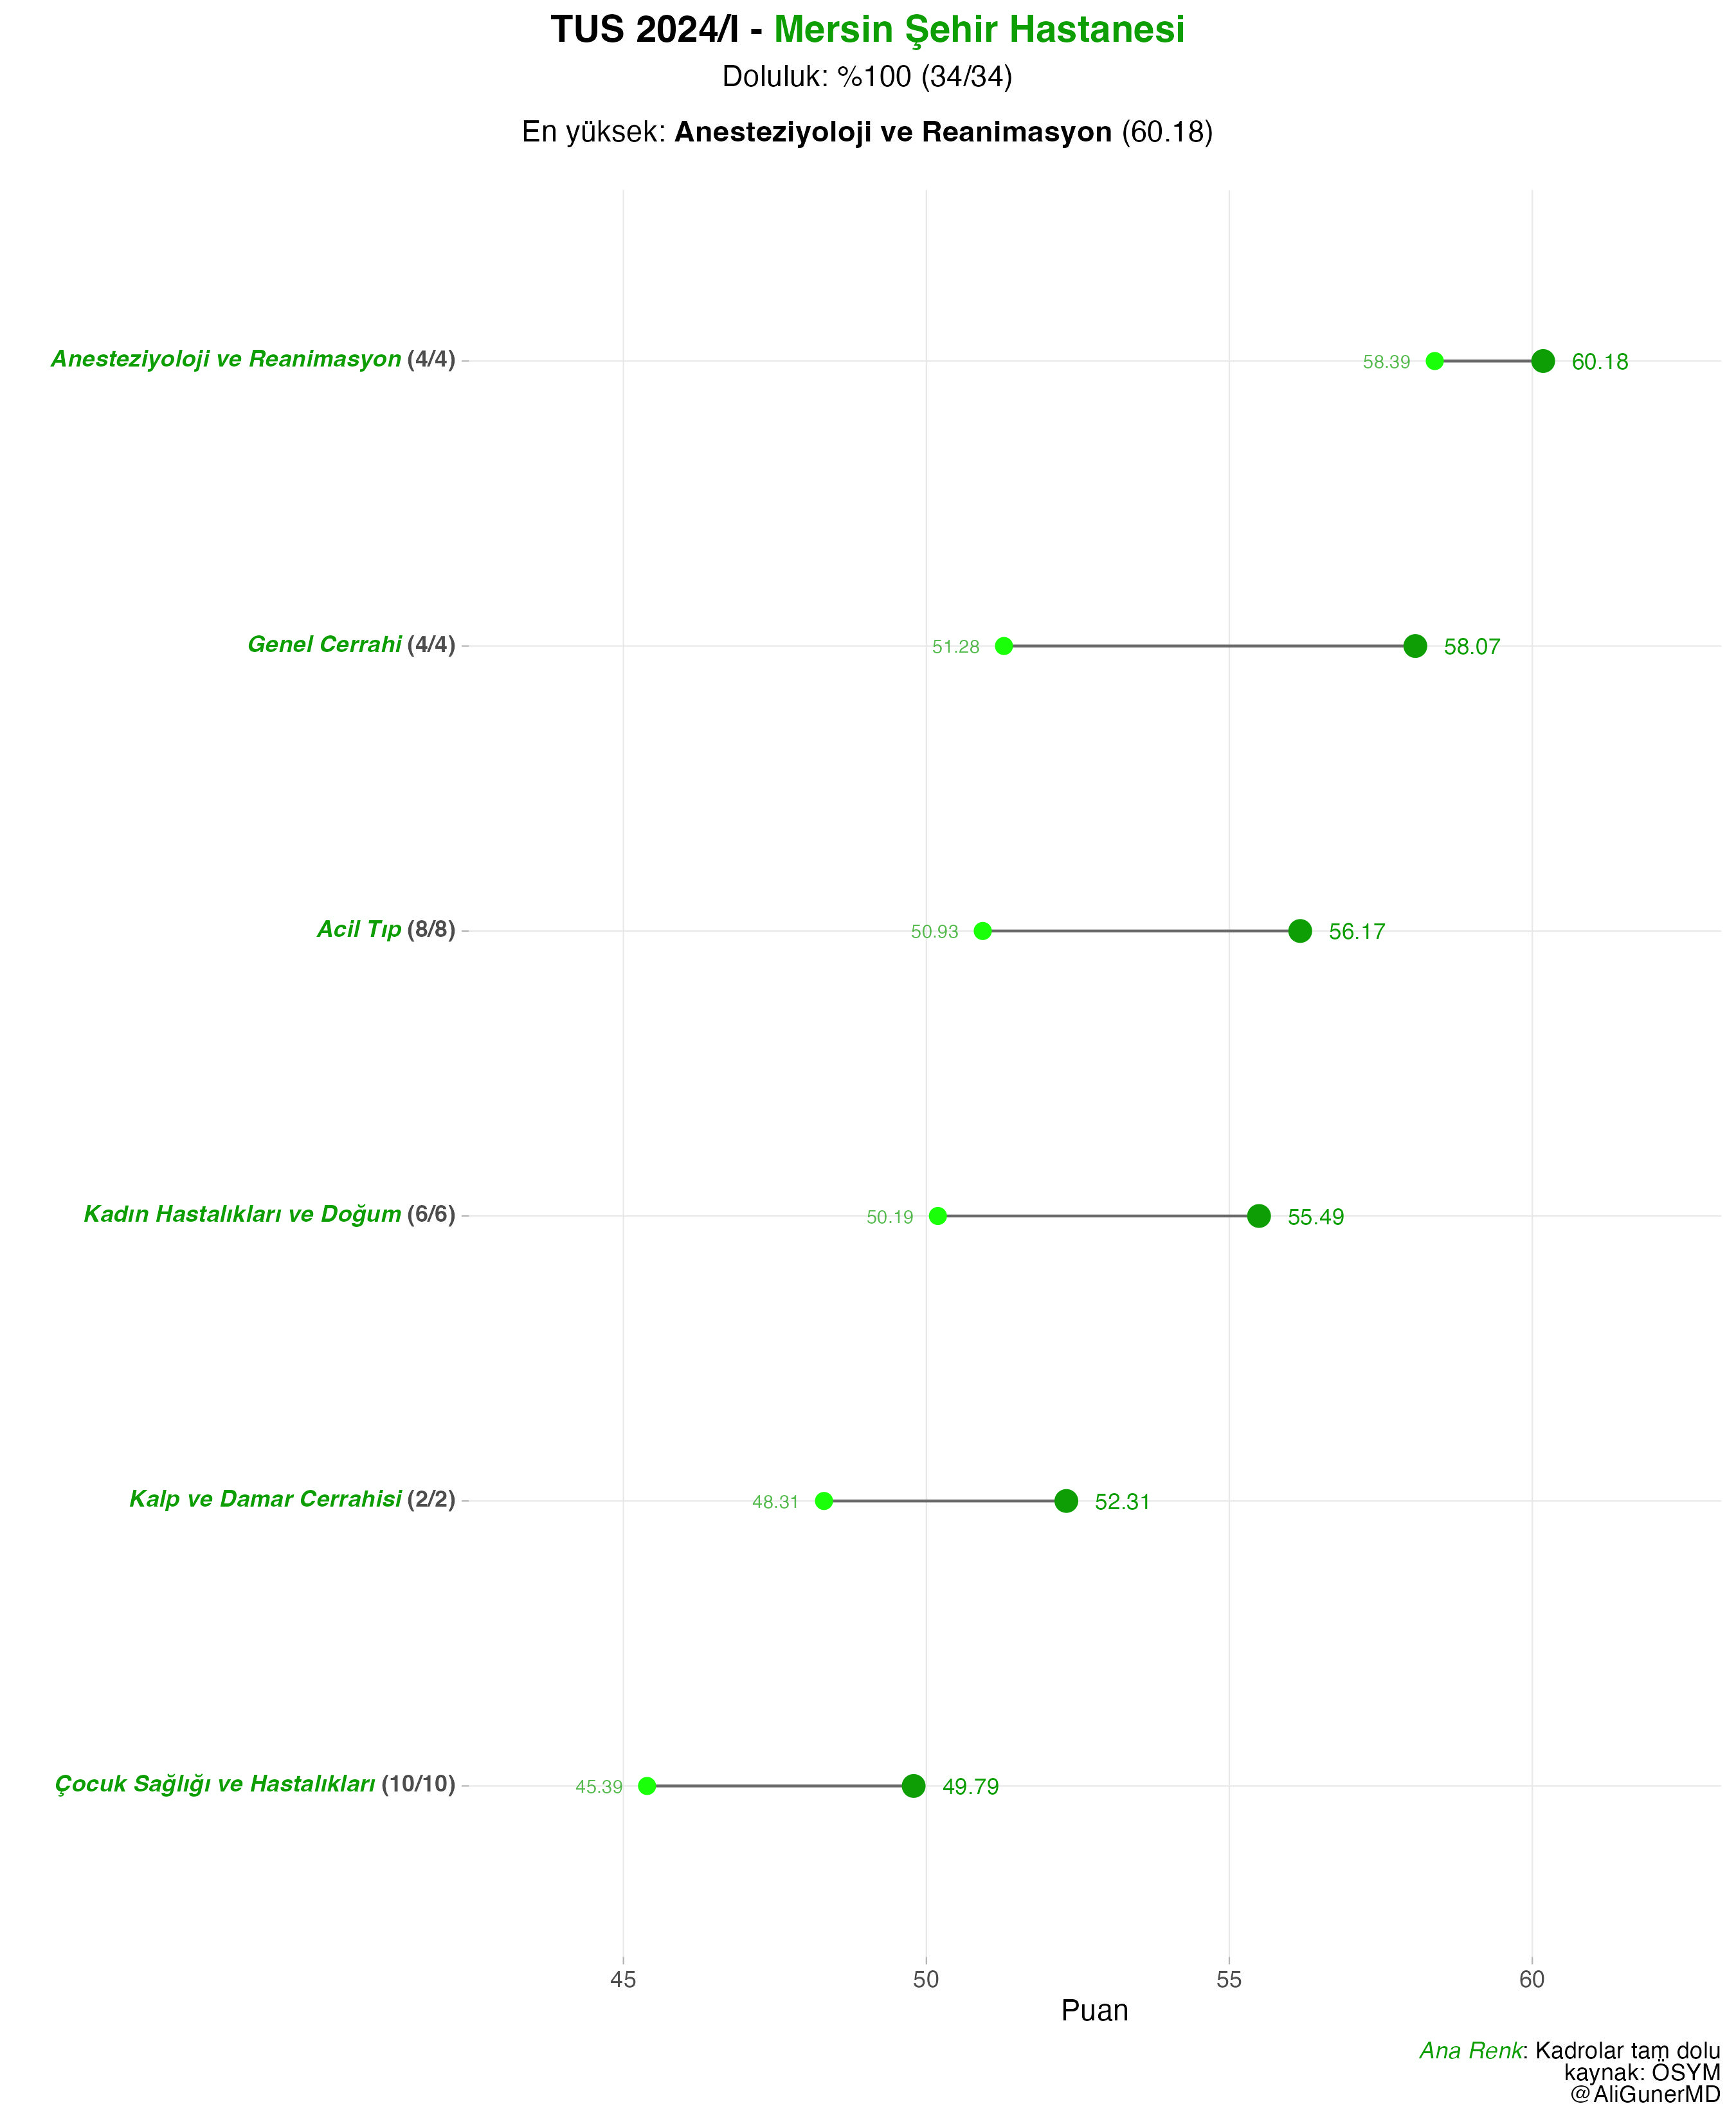 TUS 2024/I - Mersin Şehir Hastanesi
Doluluk: %100 (34/34)
En yüksek: Anesteziyoloji ve Reanimasyon (60.18)
Anesteziyoloji ve Reanimasyon (4/4) 58.39 60.18
Genel Cerrahi (4/4) 51.28 58.07
Acil Tıp (8/8) 50.93 56.17
Kadın Hastalıkları ve Doğum (6/6) 50.19 55.49
Kalp ve Damar Cerrahisi (2/2) 48.31 52.31
Çocuk Sağlığı ve Hastalıkları (10/10) 45.39 49.79
45 50 55 60
Puan
Ana Renk: Kadrolar tam dolu
kaynak: ÖSYM
@AliGunerMD